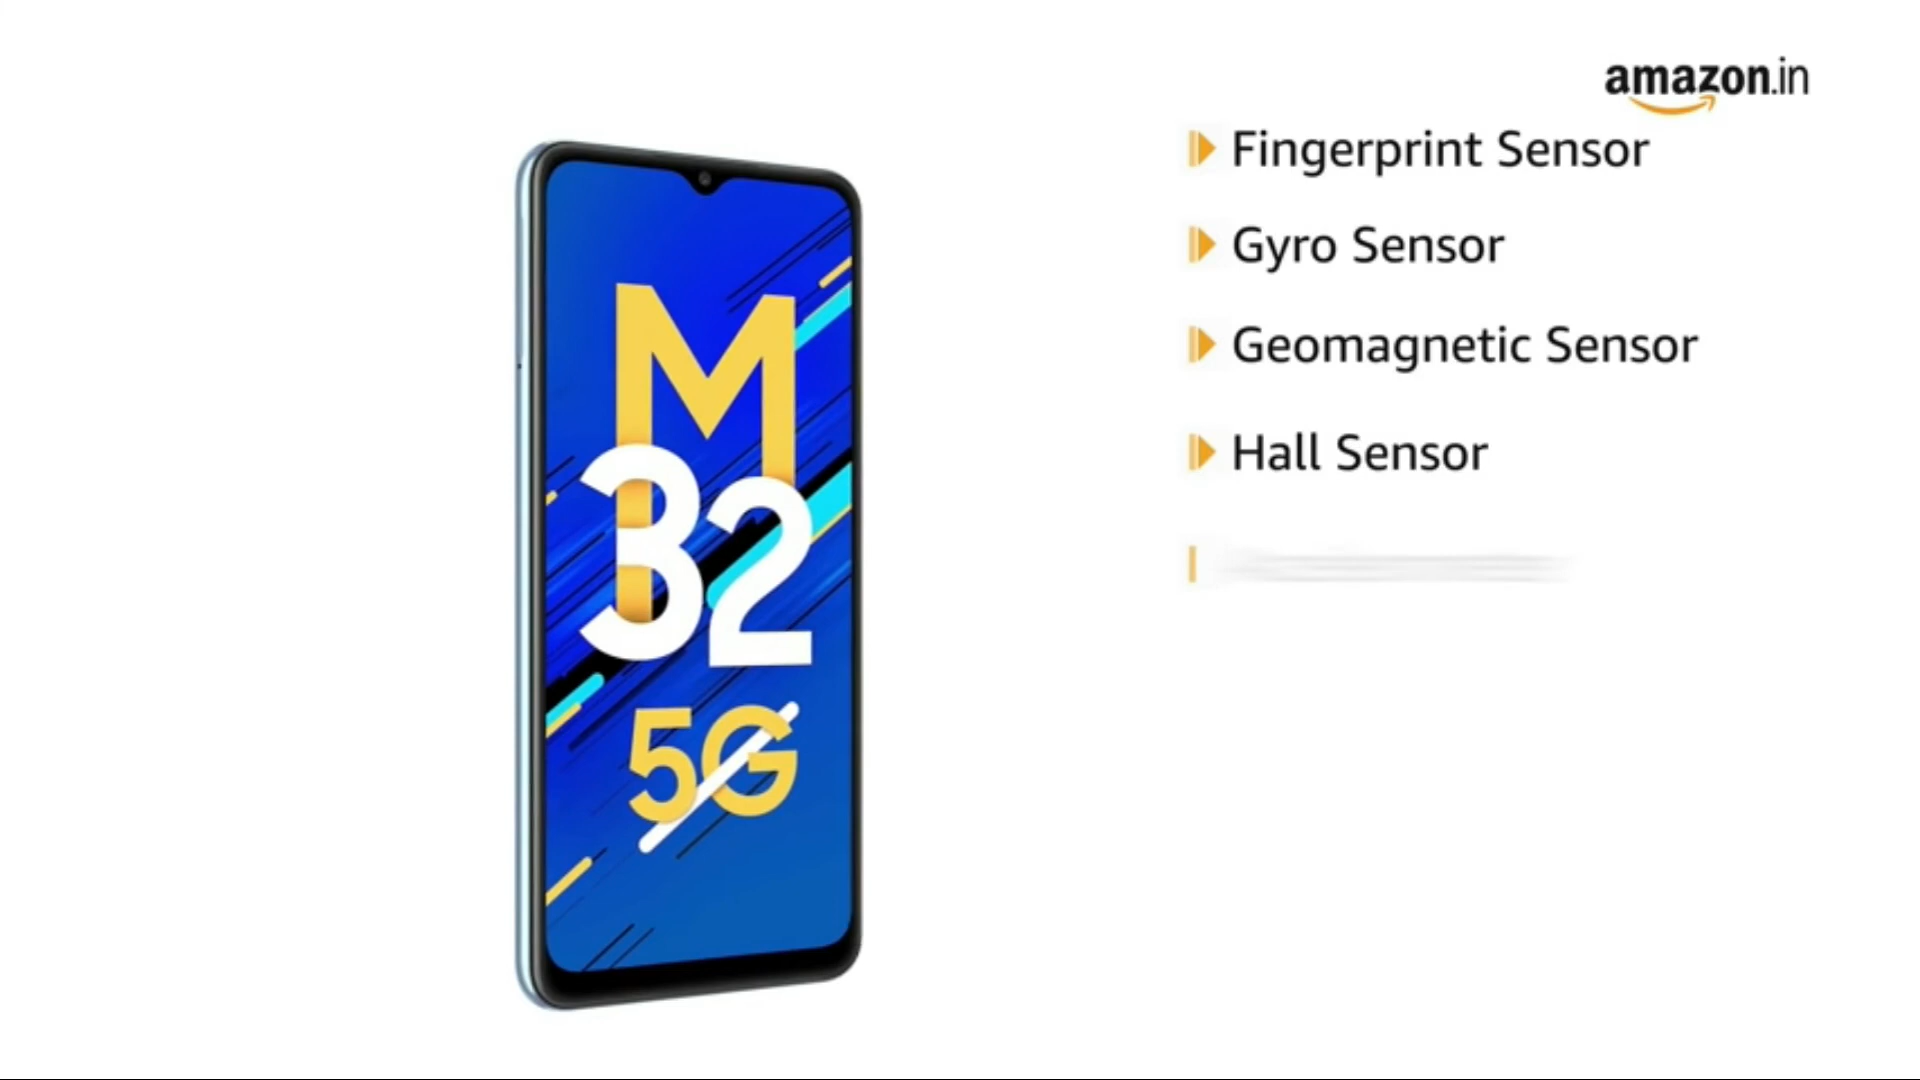 amazon.in
Fingerprint Sensor
Gyro Sensor
Geomagnetic Sensor
Hall Sensor
M
32
5G